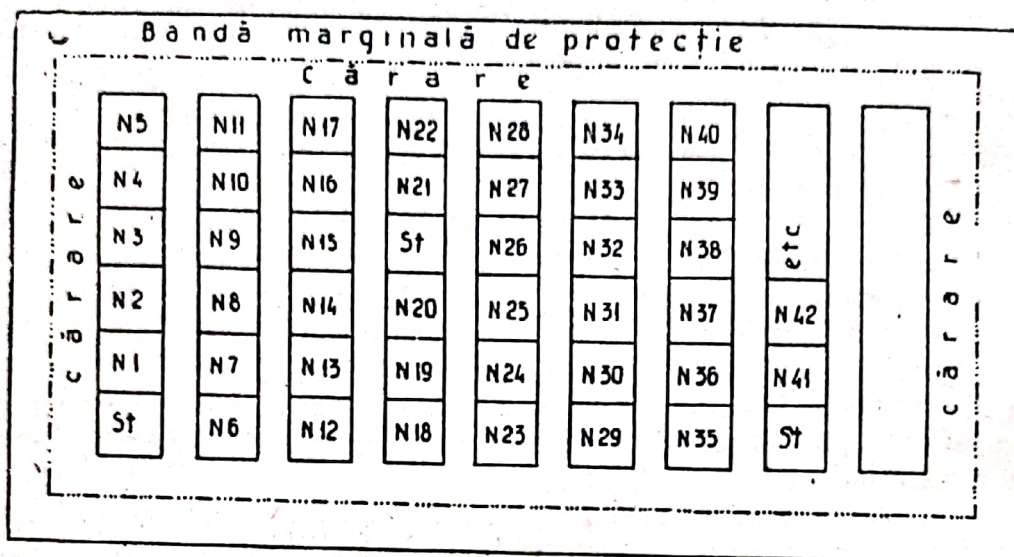 Bandă marginală de protecție
Cărare
cărare
N5 N11 N17 N22 N28 N34 N40
N4 N10 N16 N21 N27 N33 N39
N3 N9 N15 St N26 N32 N38 etc
N2 N8 N14 N20 N25 N31 N37 N42
N1 N7 N13 N19 N24 N30 N36 N41
St N6 N12 N18 N23 N29 N35 St
cărare